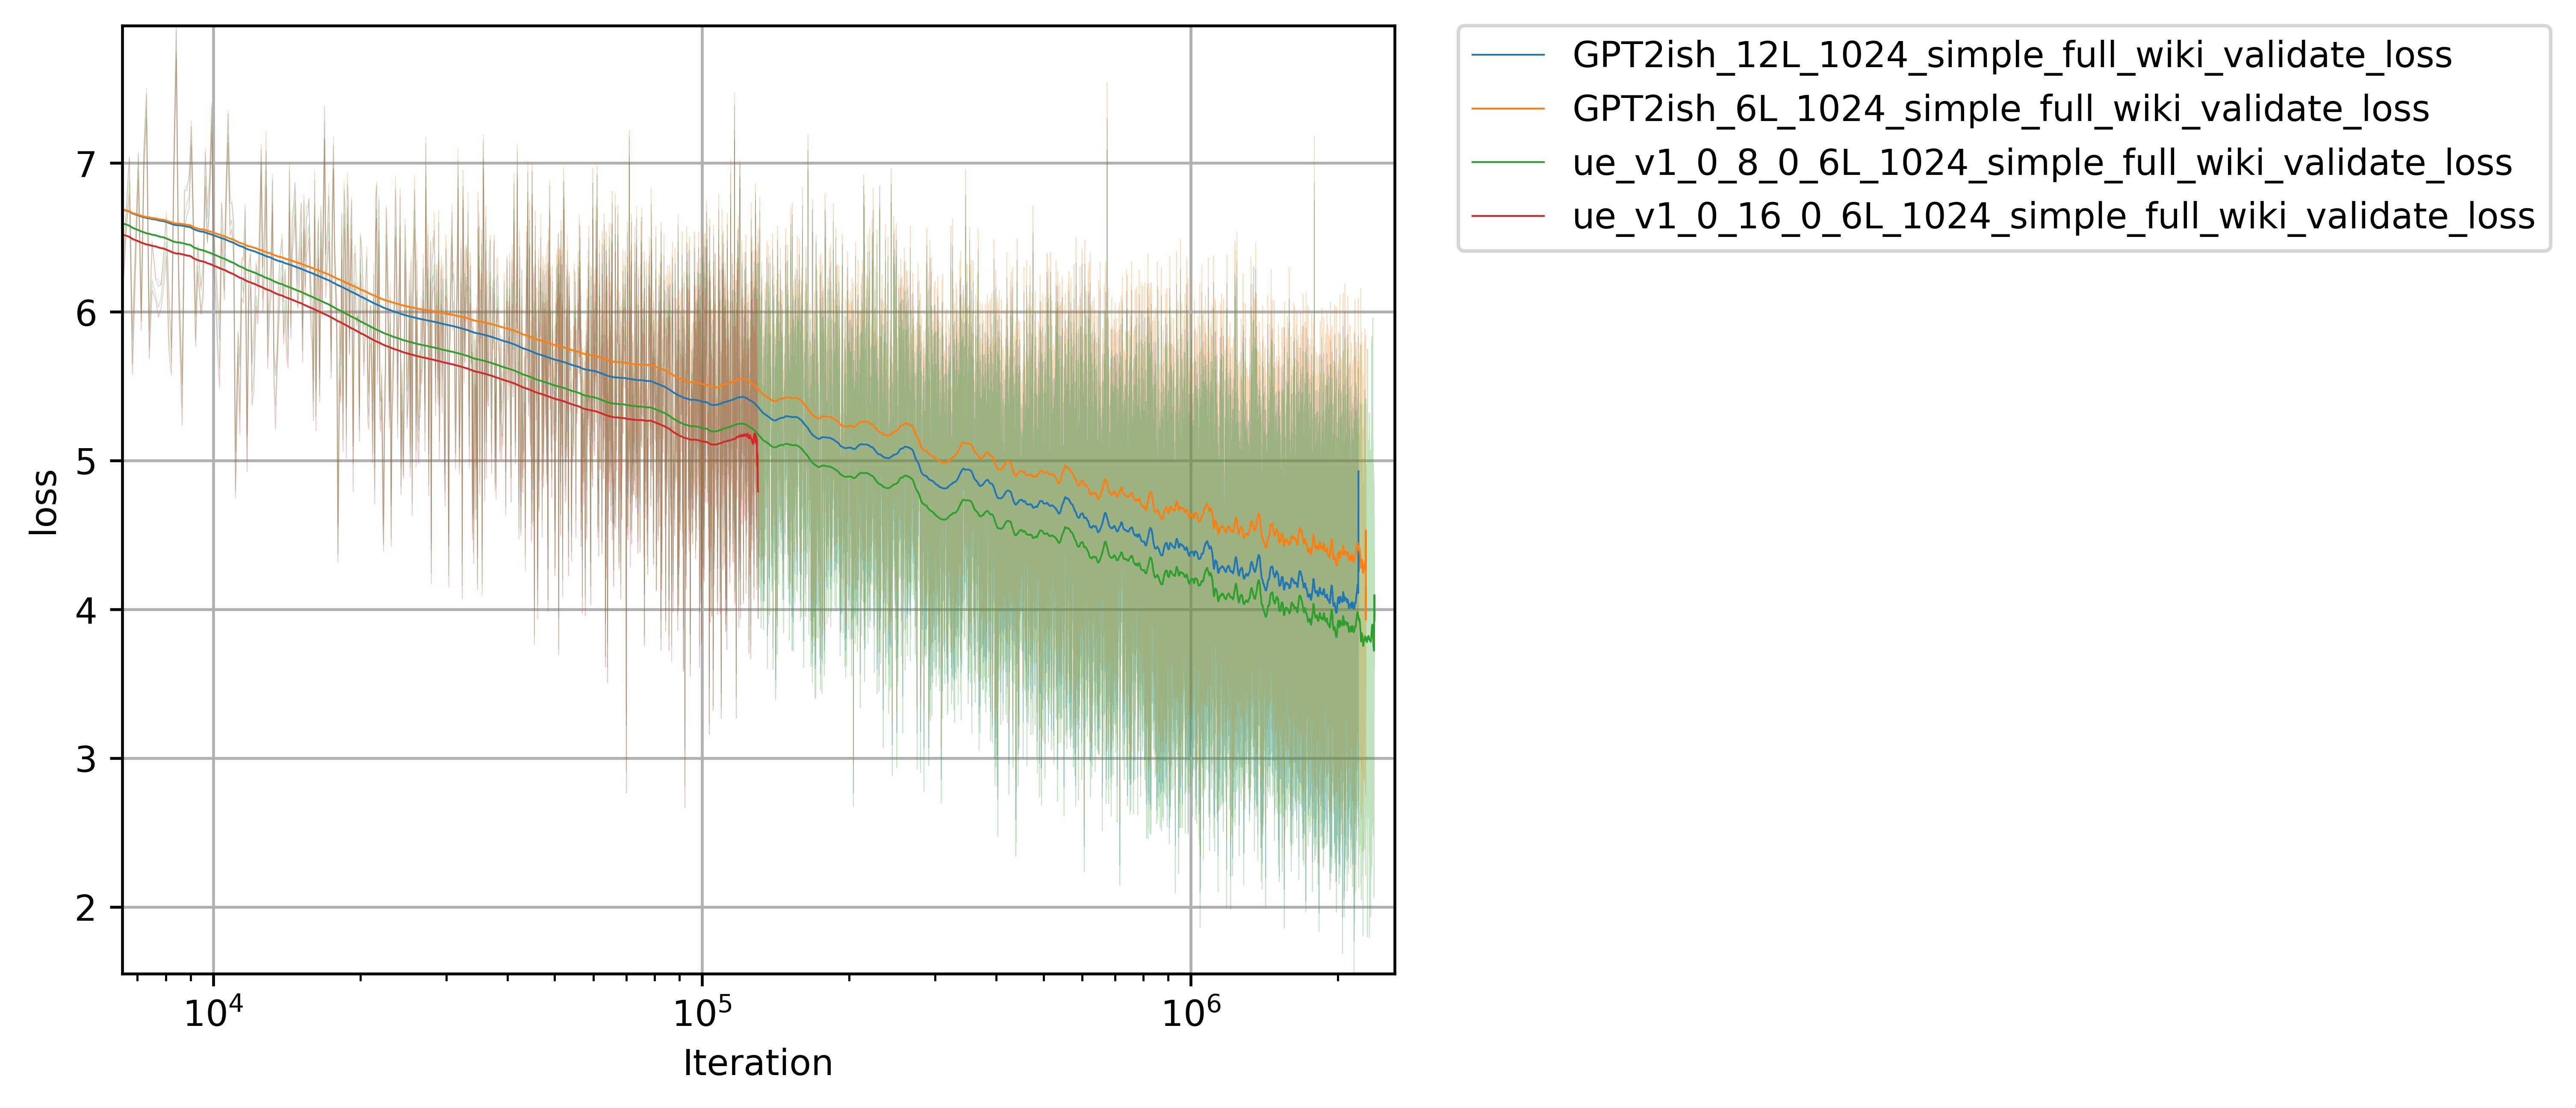 7
6
5
4
3
2
loss
10⁴
10⁵
10⁶
Iteration
GPT2ish_12L_1024_simple_full_wiki_validate_loss
GPT2ish_6L_1024_simple_full_wiki_validate_loss
ue_v1_0_8_0_6L_1024_simple_full_wiki_validate_loss
ue_v1_0_16_0_6L_1024_simple_full_wiki_validate_loss